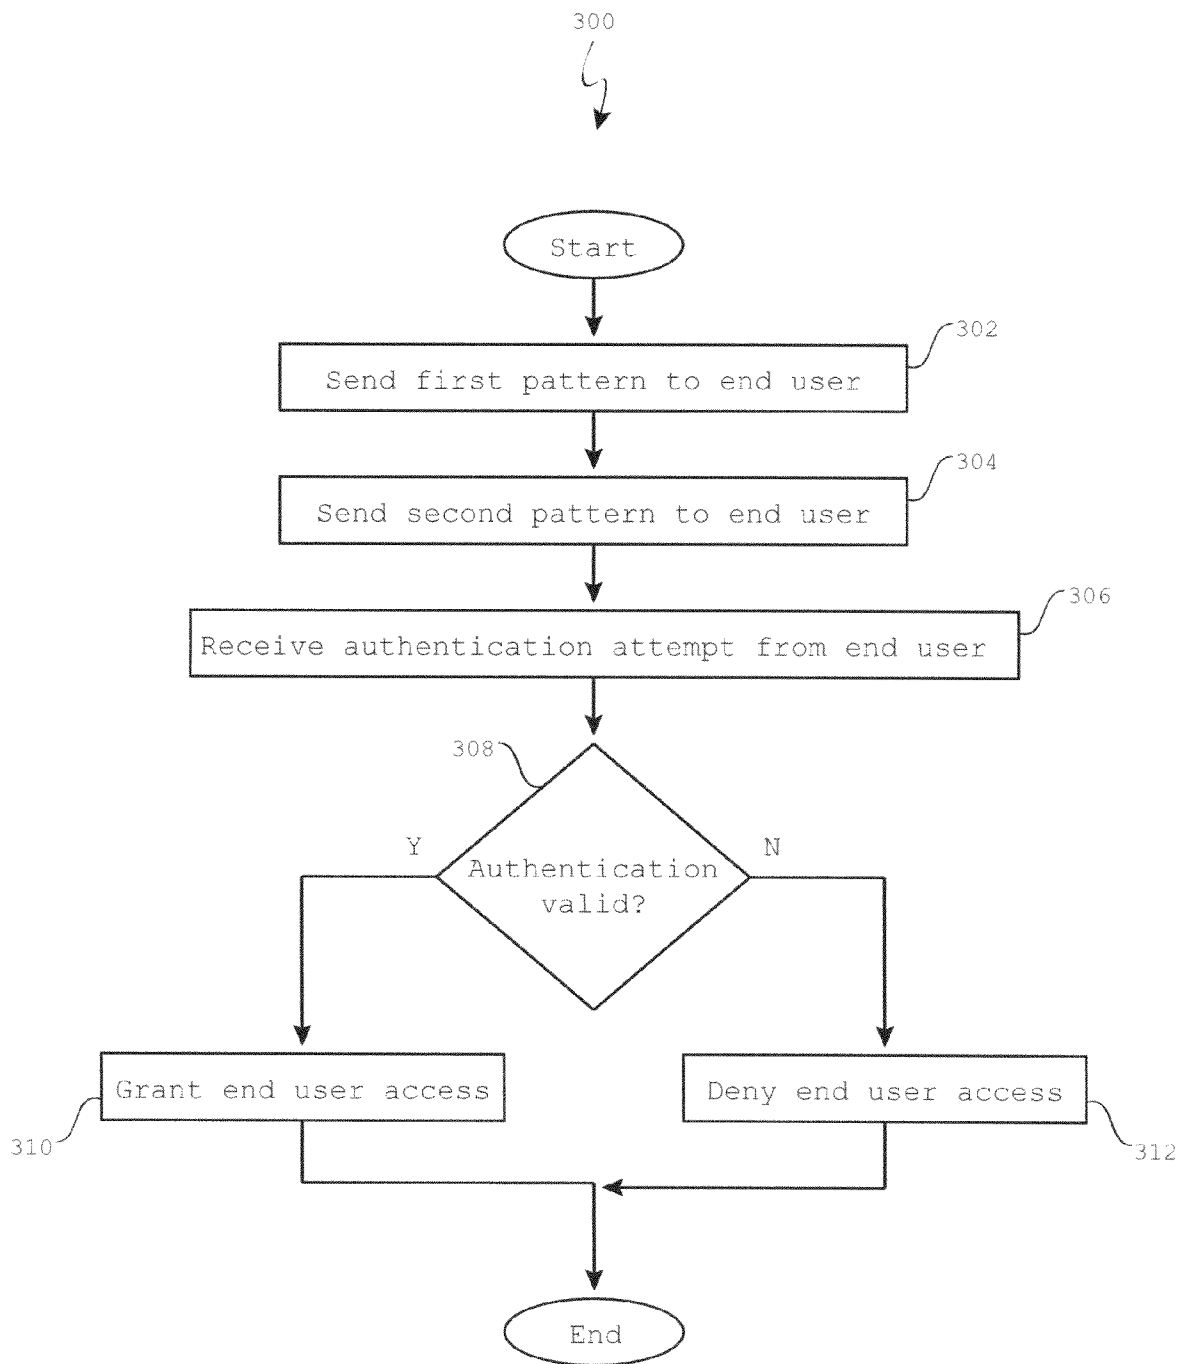 300
Start
302
Send first pattern to end user
304
Send second pattern to end user
306
Receive authentication attempt from end user
308
Y
N
Authentication
valid?
Grant end user access
Deny end user access
310
312
End